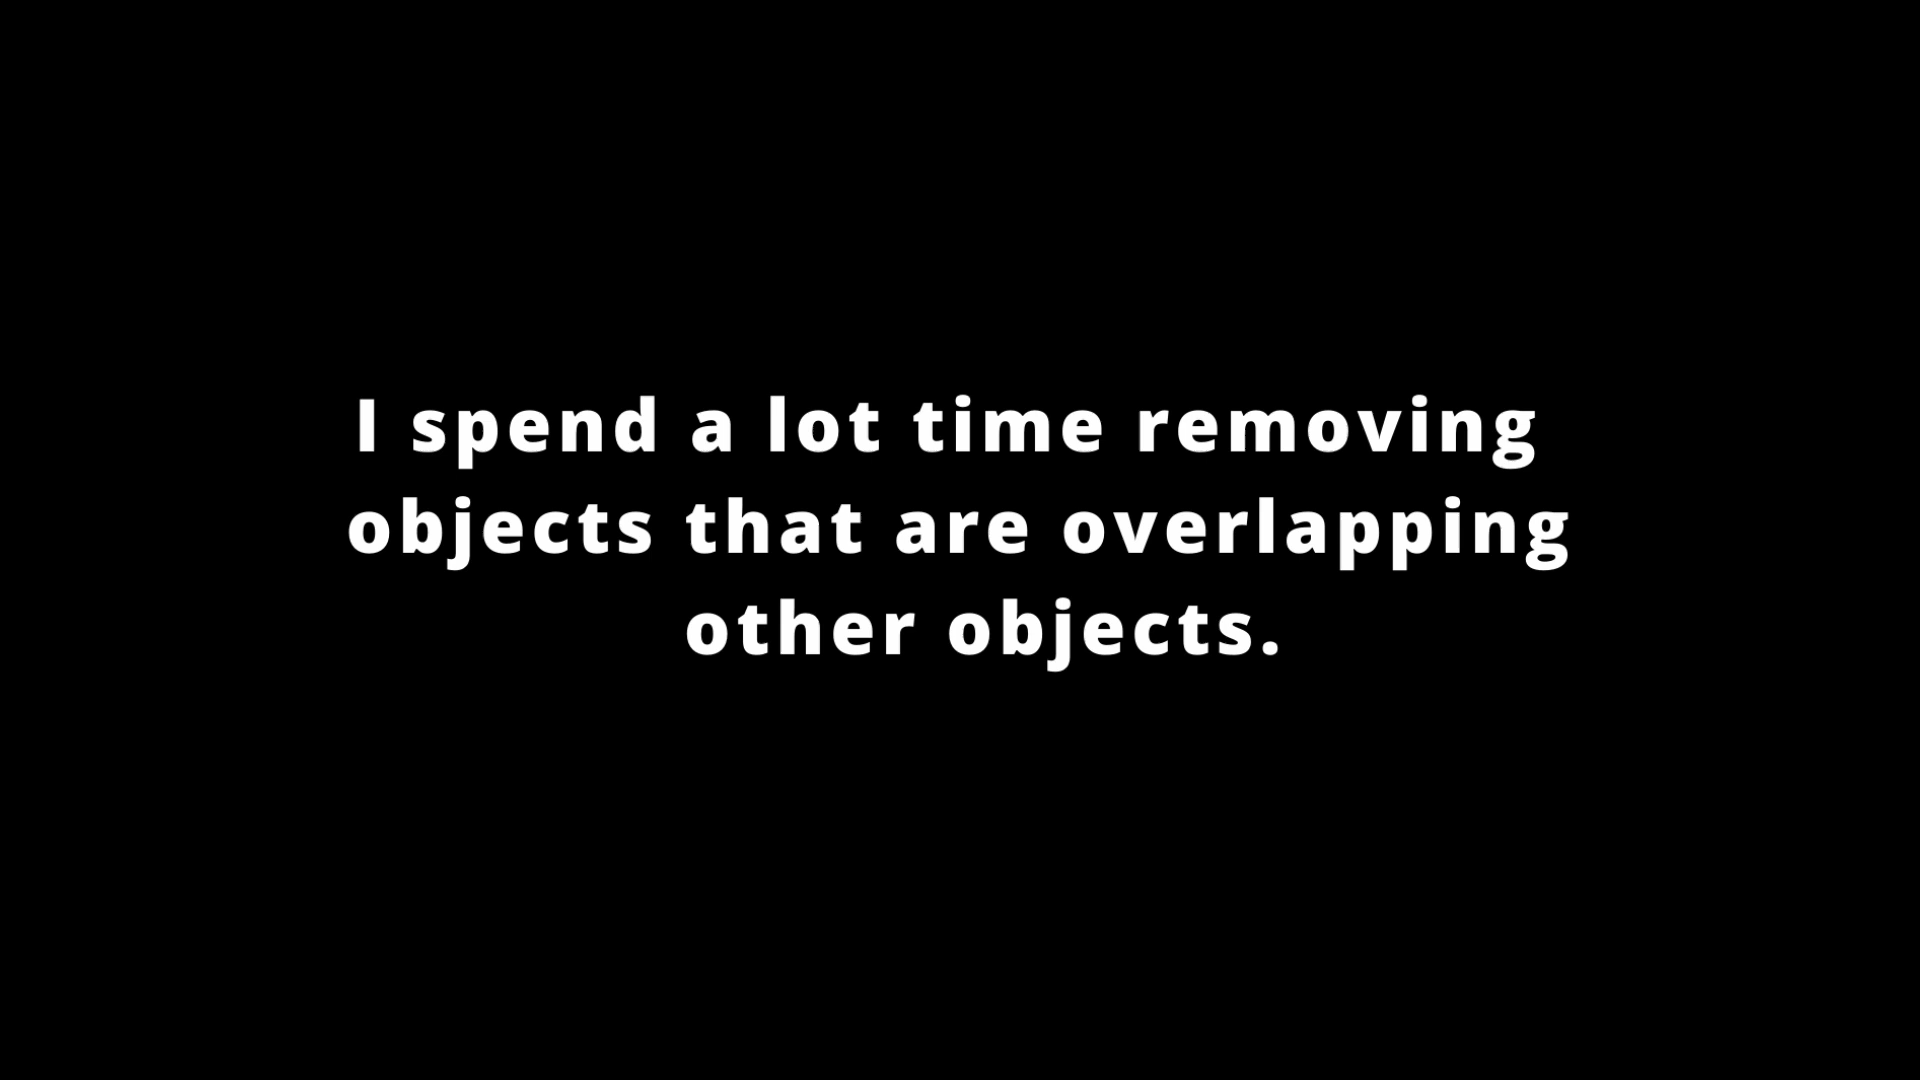 I spend a lot time removing
objects that are overlapping
other objects.